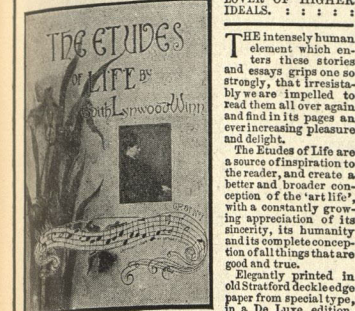 LOVER OF HIGHER
IDEALS. : : : :
THE ETUDES
OF LIFE BY
Edith Lynwood Winn
THE intensely human
element which en-
ters these stories
and essays grips one so
strongly, that irresista-
bly we are impelled to
read them all over again
and find in its pages an
ever increasing pleasure
and delight.
The Etudes of Life are
a source of inspiration to
the reader, and create a
better and broader con-
ception of the 'art life',
with a constantly grow-
ing appreciation of its
sincerity, its humanity
and its complete concep-
tion of all things that are
good and true.
Elegantly printed in
old Stratford deckle edge
paper from special type,
in a De Luxe edition